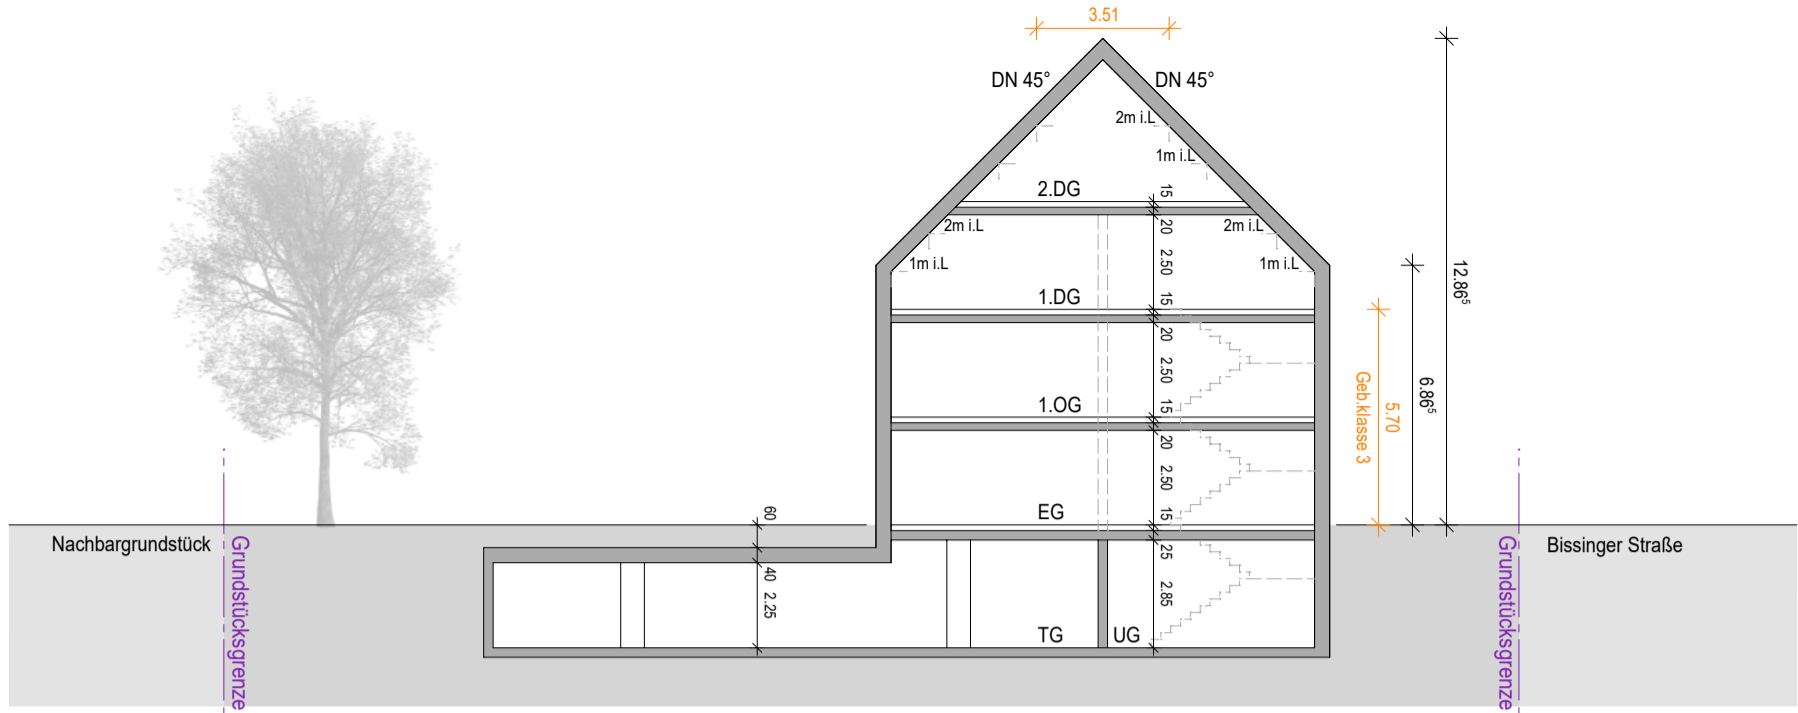 3.51
DN 45° DN 45°
2m i.L
1m i.L
2.DG
15
20
2m i.L 2m i.L
2.50
1m i.L 1m i.L
12.86⁵
1.DG
15
20
2.50
Geb.klasse 3
5.70
6.86⁵
1.OG
15
20
2.50
EG
15
60
25
Nachbargrundstück
Grundstücksgrenze
40
2.25
2.85
TG UG
Grundstücksgrenze
Bissinger Straße